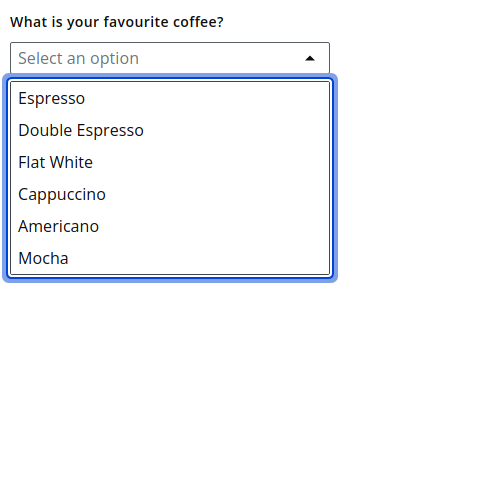 What is your favourite coffee?
Select an option
Espresso
Double Espresso
Flat White
Cappuccino
Americano
Mocha